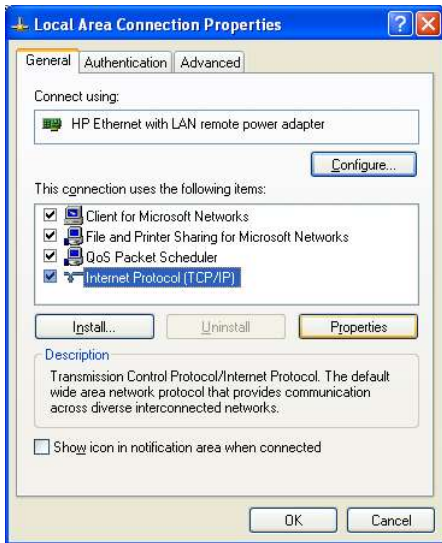 Local Area Connection Properties
General Authentication Advanced
Connect using:
HP Ethernet with LAN remote power adapter
Configure...
This connection uses the following items:
Client for Microsoft Networks
File and Printer Sharing for Microsoft Networks
QoS Packet Scheduler
Internet Protocol (TCP/IP)
Install... Uninstall Properties
Description
Transmission Control Protocol/Internet Protocol. The default
wide area network protocol that provides communication
across diverse interconnected networks.
Show icon in notification area when connected
OK Cancel